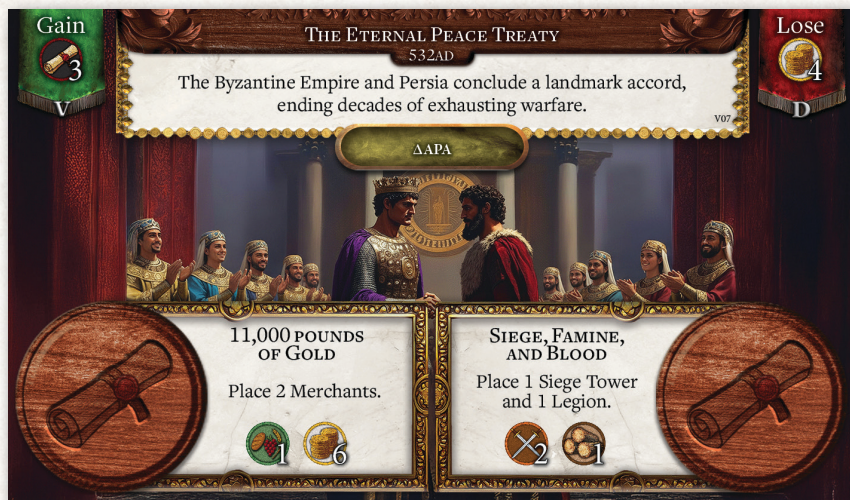 Gain
3
V
The Eternal Peace Treaty
532AD
Lose
4
D
The Byzantine Empire and Persia conclude a landmark accord,
ending decades of exhausting warfare.
V07
ΔΑΡΑ
11,000 pounds
of Gold
Place 2 Merchants.
1
6
Siege, Famine,
and Blood
Place 1 Siege Tower
and 1 Legion.
2
1